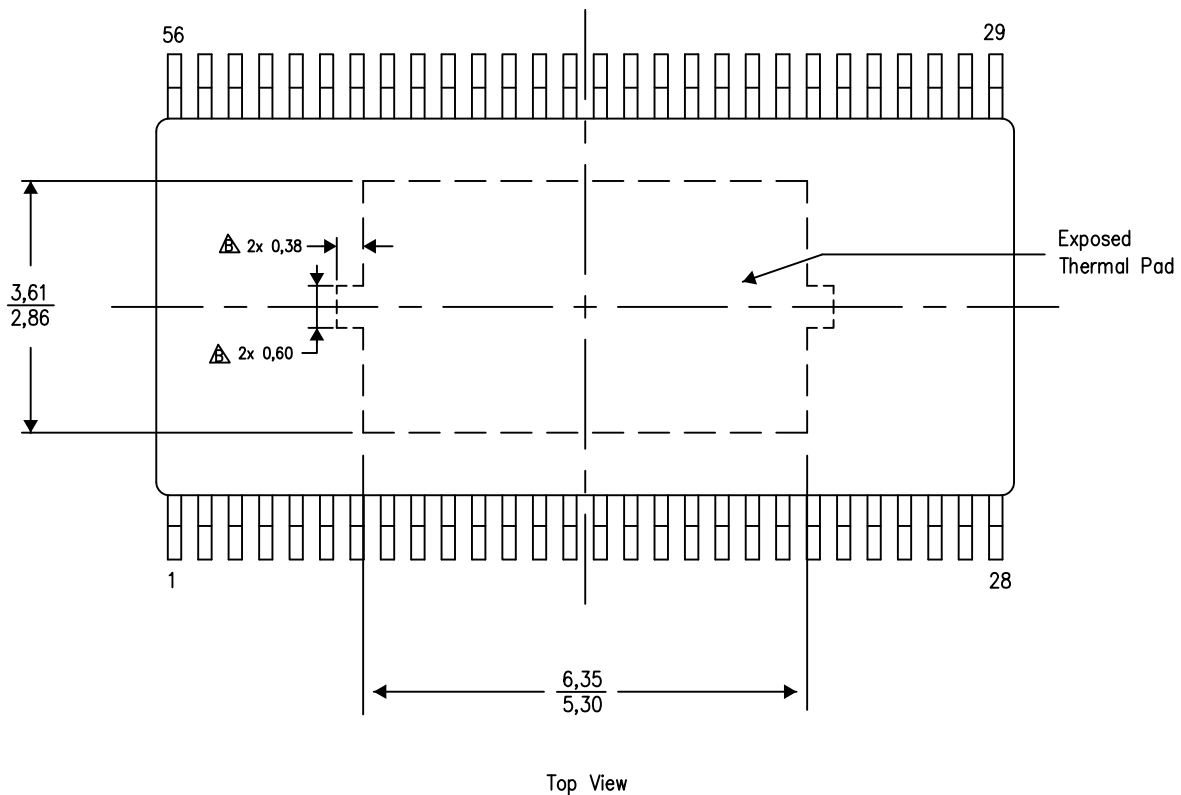 56
29
B 2x 0,38
Exposed
Thermal Pad
3,61
2,86
B 2x 0,60
1
28
6,35
5,30
Top View